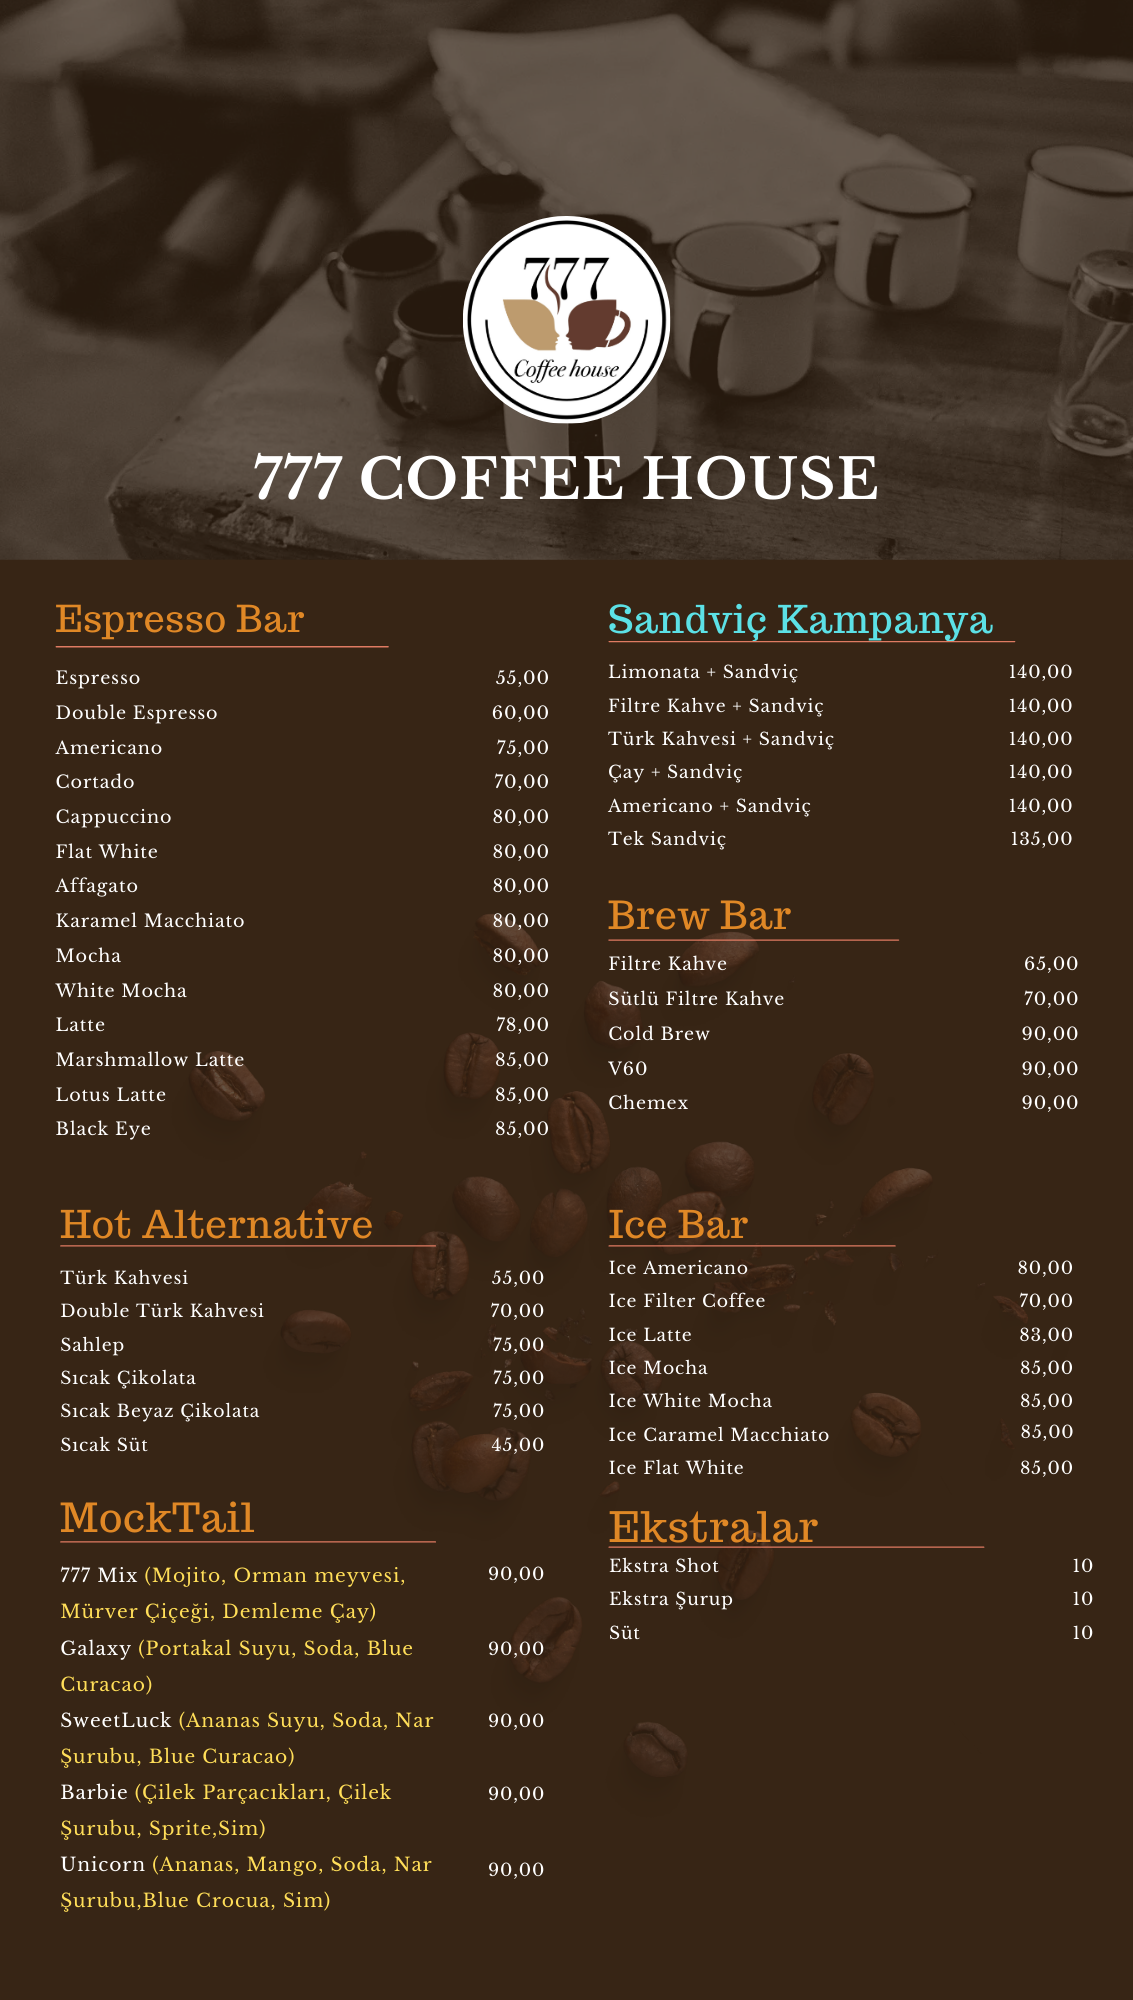 777
Coffee house
777 COFFEE HOUSE
Espresso Bar
Espresso 55,00
Double Espresso 60,00
Americano 75,00
Cortado 70,00
Cappuccino 80,00
Flat White 80,00
Affagato 80,00
Karamel Macchiato 80,00
Mocha 80,00
White Mocha 80,00
Latte 78,00
Marshmallow Latte 85,00
Lotus Latte 85,00
Black Eye 85,00
Hot Alternative
Türk Kahvesi 55,00
Double Türk Kahvesi 70,00
Sahlep 75,00
Sıcak Çikolata 75,00
Sıcak Beyaz Çikolata 75,00
Sıcak Süt 45,00
MockTail
777 Mix (Mojito, Orman meyvesi, 90,00
Mürver Çiçeği, Demleme Çay)
Galaxy (Portakal Suyu, Soda, Blue 90,00
Curacao)
SweetLuck (Ananas Suyu, Soda, Nar 90,00
Şurubu, Blue Curacao)
Barbie (Çilek Parçacıkları, Çilek 90,00
Şurubu, Sprite,Sim)
Unicorn (Ananas, Mango, Soda, Nar 90,00
Şurubu,Blue Crocua, Sim)
Sandviç Kampanya
Limonata + Sandviç 140,00
Filtre Kahve + Sandviç 140,00
Türk Kahvesi + Sandviç 140,00
Çay + Sandviç 140,00
Americano + Sandviç 140,00
Tek Sandviç 135,00
Brew Bar
Filtre Kahve 65,00
Sütlü Filtre Kahve 70,00
Cold Brew 90,00
V60 90,00
Chemex 90,00
Ice Bar
Ice Americano 80,00
Ice Filter Coffee 70,00
Ice Latte 83,00
Ice Mocha 85,00
Ice White Mocha 85,00
Ice Caramel Macchiato 85,00
Ice Flat White 85,00
Ekstralar
Ekstra Shot 10
Ekstra Şurup 10
Süt 10